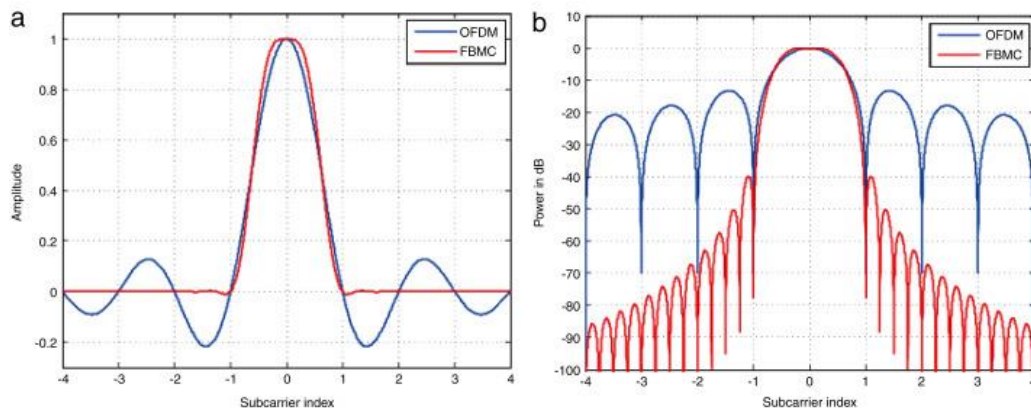 a
OFDM
FBMC
1
0.8
0.6
0.4
0.2
0
-0.2
Amplitude
-4 -3 -2 -1 0 1 2 3 4
Subcarrier index
b
OFDM
FBMC
10
0
-10
-20
-30
-40
-50
-60
-70
-80
-90
-100
Power in dB
-4 -3 -2 -1 0 1 2 3 4
Subcarrier index